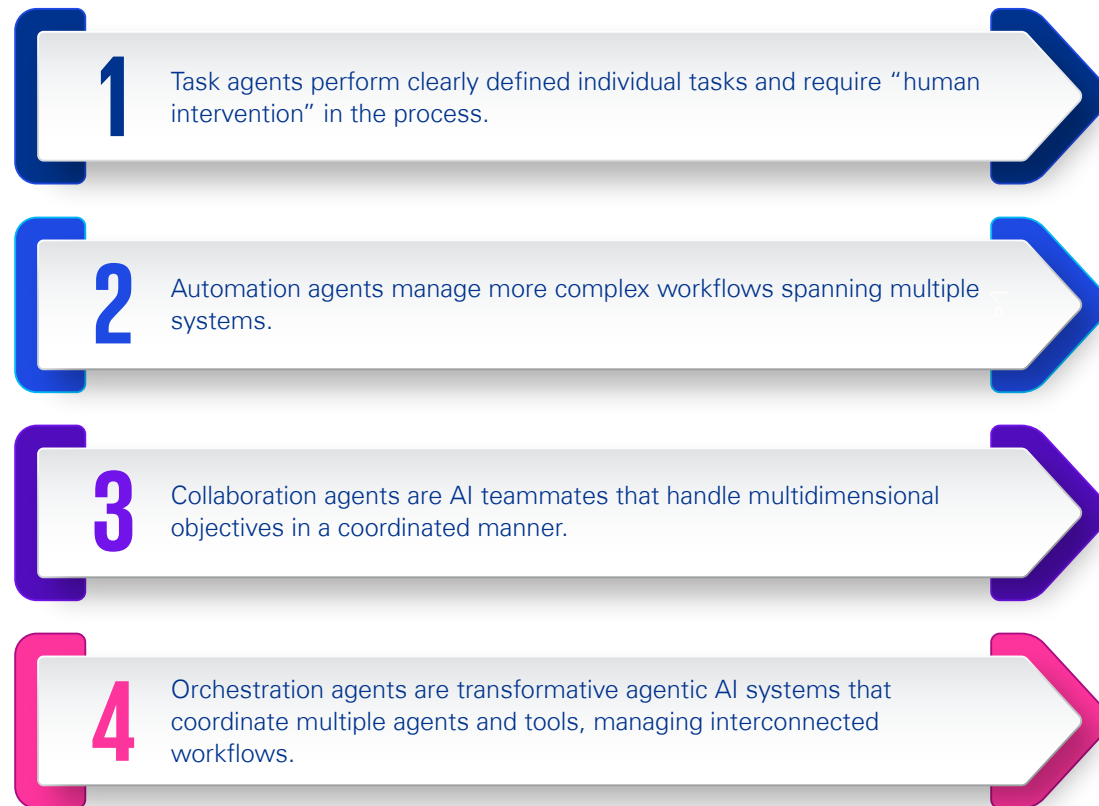 1
Task agents perform clearly defined individual tasks and require “human
intervention” in the process.
2
Automation agents manage more complex workflows spanning multiple
systems.
3
Collaboration agents are AI teammates that handle multidimensional
objectives in a coordinated manner.
4
Orchestration agents are transformative agentic AI systems that
coordinate multiple agents and tools, managing interconnected
workflows.